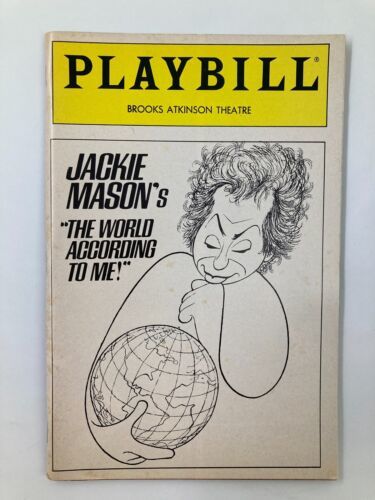 PLAYBILL®
BROOKS ATKINSON THEATRE
JACKIE
MASON's
"THE WORLD
ACCORDING
TO ME!"